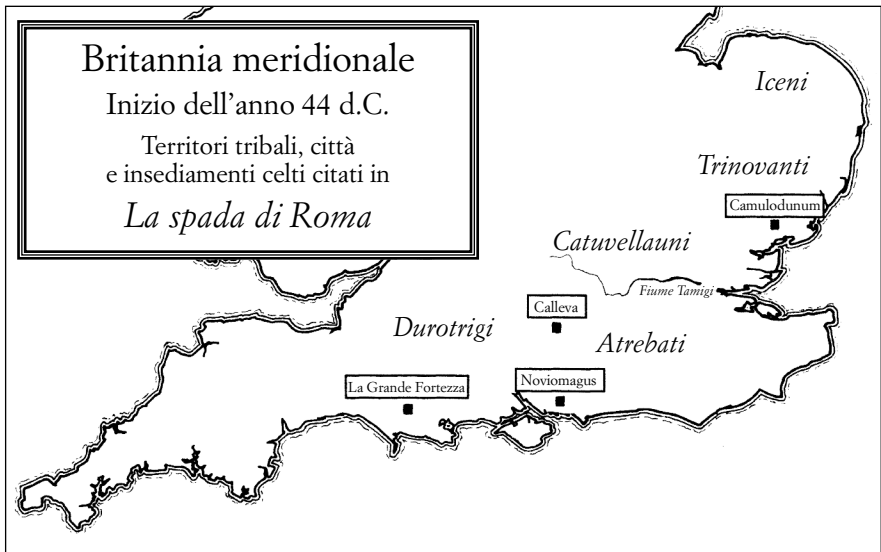 Britannia meridionale
Inizio dell’anno 44 d.C.
Territori tribali, città
e insediamenti celti citati in
La spada di Roma
Iceni
Trinovanti
Camulodunum
Catuvellauni
Fiume Tamigi
Calleva
Durotrigi
Atrebati
La Grande Fortezza
Noviomagus